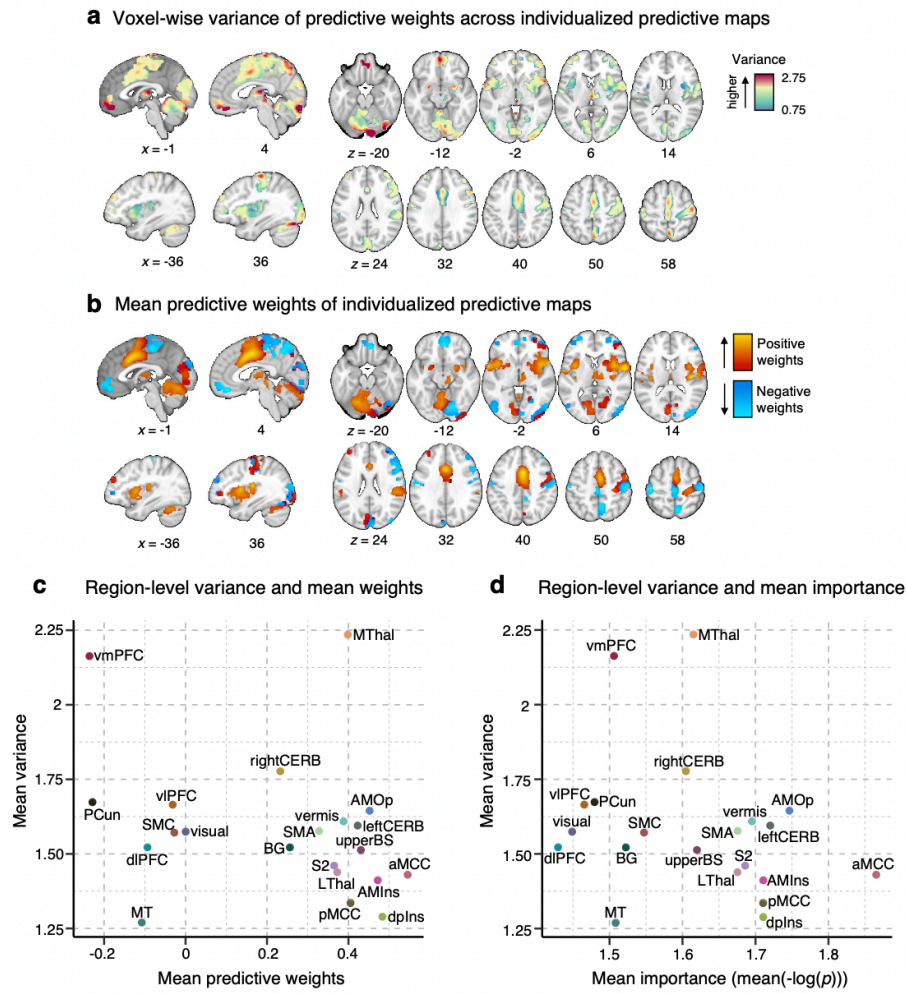 a Voxel-wise variance of predictive weights across individualized predictive maps
Variance
higher
2.75
0.75
x = -1
4
z = -20
-12
-2
6
14
x = -36
36
z = 24
32
40
50
58
b Mean predictive weights of individualized predictive maps
Positive
weights
Negative
weights
x = -1
4
z = -20
-12
-2
6
14
x = -36
36
z = 24
32
40
50
58
c Region-level variance and mean weights
Mean variance
2.25
2
1.75
1.50
1.25
MThal
vmPFC
rightCERB
PCun
vlPFC
AMOp
SMC
visual
vermis
leftCERB
SMA
dlPFC
BG
upperBS
S2
aMCC
LThal
AMIns
pMCC
dpIns
MT
-0.2
0
0.2
0.4
Mean predictive weights
d Region-level variance and mean importance
Mean variance
2.25
2
1.75
1.50
1.25
MThal
vmPFC
rightCERB
vlPFC
PCun
AMOp
visual
SMC
vermis
SMA
leftCERB
dlPFC
BG
upperBS
S2
aMCC
LThal
AMIns
pMCC
dpIns
MT
1.5
1.6
1.7
1.8
Mean importance (mean(-log(p)))